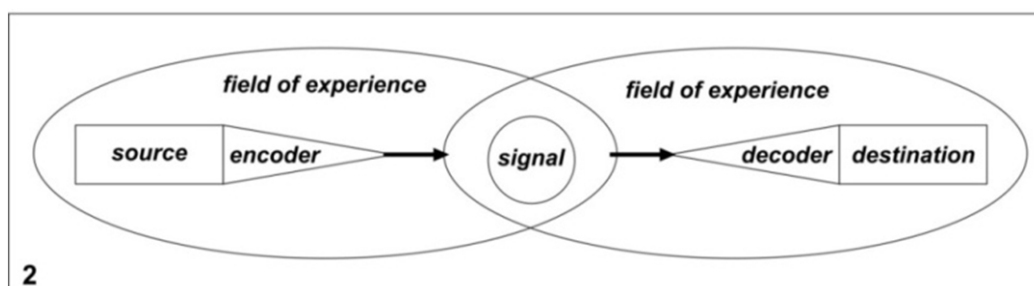 field of experience
field of experience
source
encoder
signal
decoder
destination
2